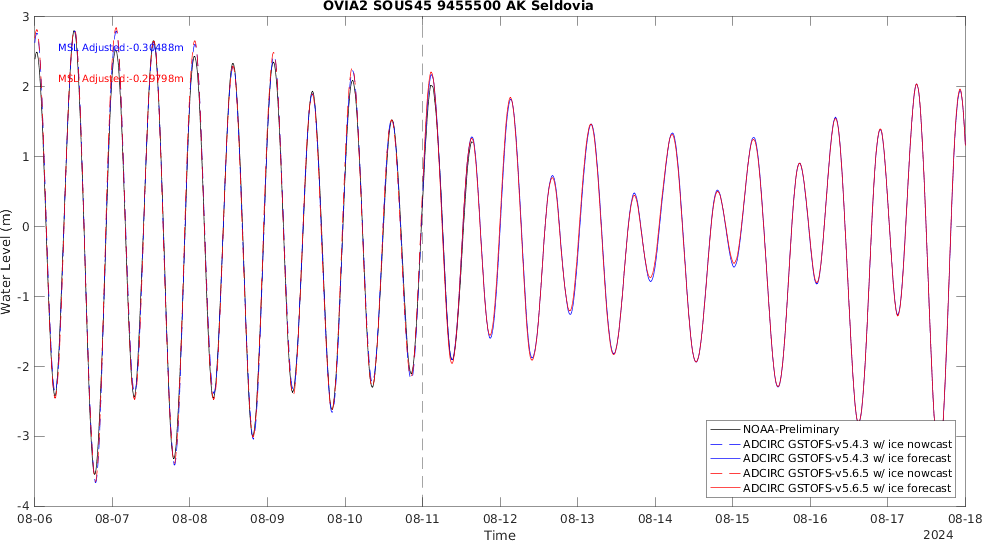 OVIA2 SOUS45 9455500 AK Seldovia
MSL Adjusted:-0.30488m
MSL Adjusted:-0.29798m
Water Level (m)
3
2
1
0
-1
-2
-3
-4
NOAA-Preliminary
ADCIRC GSTOFS-v5.4.3 w/ ice nowcast
ADCIRC GSTOFS-v5.4.3 w/ ice forecast
ADCIRC GSTOFS-v5.6.5 w/ ice nowcast
ADCIRC GSTOFS-v5.6.5 w/ ice forecast
08-06 08-07 08-08 08-09 08-10 08-11 08-12 08-13 08-14 08-15 08-16 08-17 08-18
Time
2024